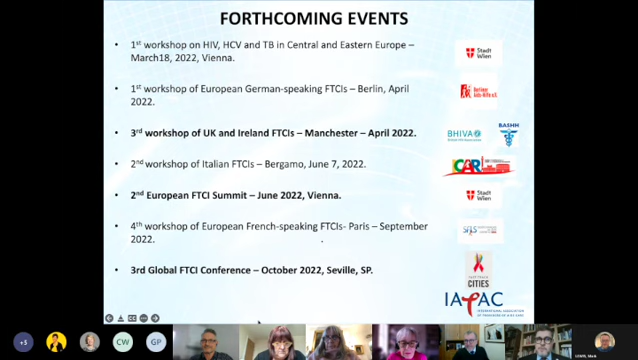 FORTHCOMING EVENTS
• 1st workshop on HIV, HCV and TB in Central and Eastern Europe –
March18, 2022, Vienna.
Stadt
Wien
• 1st workshop of European German-speaking FTCIs – Berlin, April
2022.
• 3rd workshop of UK and Ireland FTCIs – Manchester – April 2022.
BHIVA
BASHH
• 2nd workshop of Italian FTCIs – Bergamo, June 7, 2022.
• 2nd European FTCI Summit – June 2022, Vienna.
Stadt
Wien
• 4th workshop of European French-speaking FTCIs- Paris – September
2022.
SFLS
• 3rd Global FTCI Conference – October 2022, Seville, SP.
CITIES
IAPAC
INTERNATIONAL ASSOCIATION
+3
CW
GP